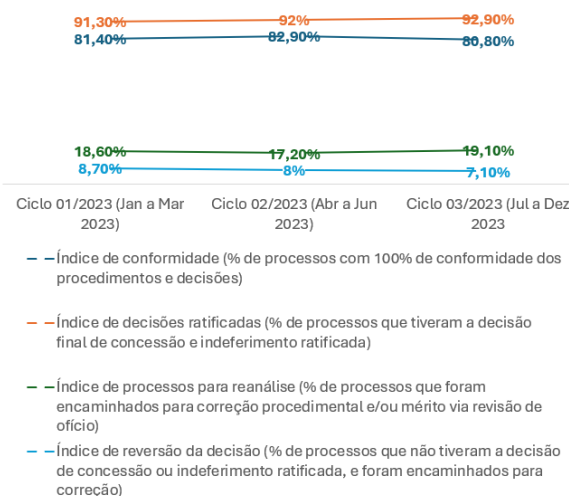 91,30% 92% 92,90%
81,40% 82,90% 80,80%
18,60% 17,20% 19,10%
8,70% 8% 7,10%
Ciclo 01/2023 (Jan a Mar
2023)
Ciclo 02/2023 (Abr a Jun
2023)
Ciclo 03/2023 (Jul a Dez
2023
Índice de conformidade (% de processos com 100% de conformidade dos
procedimentos e decisões)
Índice de decisões ratificadas (% de processos que tiveram a decisão
final de concessão e indeferimento ratificada)
Índice de processos para reanálise (% de processos que foram
encaminhados para correção procedimental e/ou mérito via revisão de
ofício)
Índice de reversão da decisão (% de processos que não tiveram a decisão
de concessão ou indeferimento ratificada, e foram encaminhados para
correção)